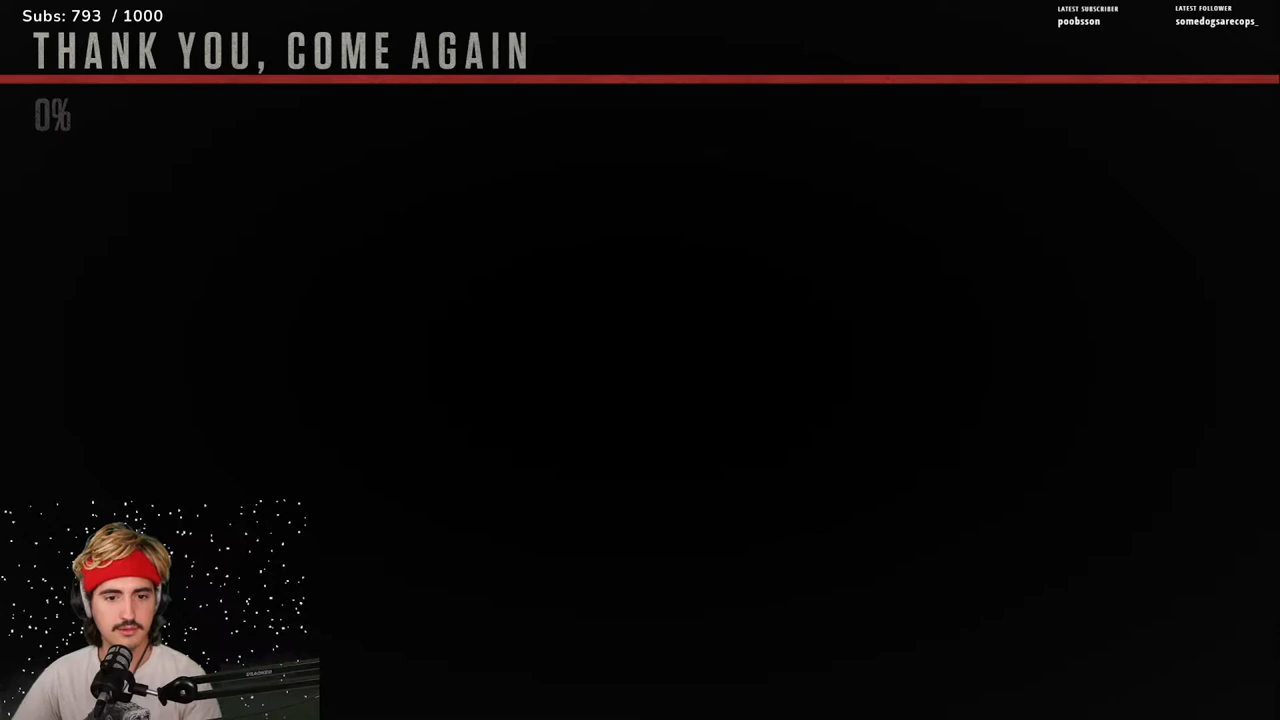 Subs: 793 / 1000
LATEST SUBSCRIBER
poobsson
LATEST FOLLOWER
somedogsarecops_
THANK YOU, COME AGAIN
0%